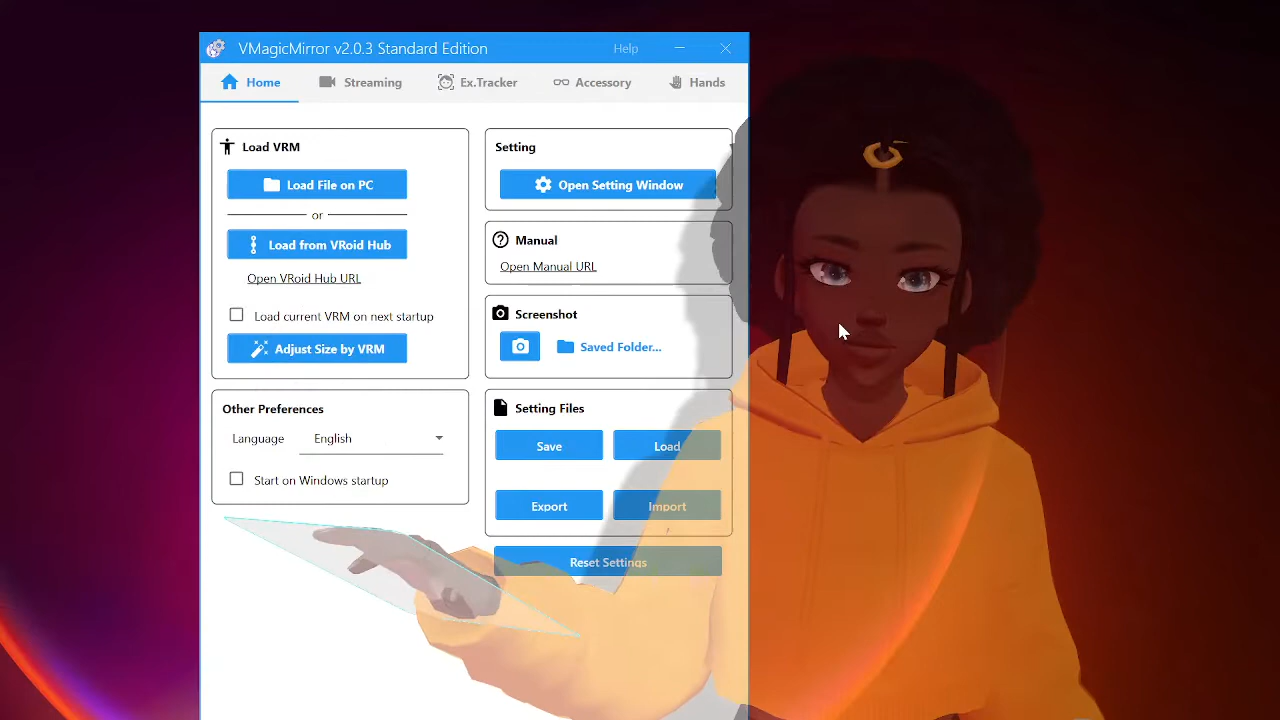 VMagicMirror v2.0.3 Standard Edition
Help
Home
Streaming
Ex.Tracker
Accessory
Hands
Load VRM
Load File on PC
or
Load from VRoid Hub
Open VRoid Hub URL
Load current VRM on next startup
Adjust Size by VRM
Other Preferences
Language
English
Start on Windows startup
Setting
Open Setting Window
Manual
Open Manual URL
Screenshot
Saved Folder...
Setting Files
Save
Load
Export
Import
Reset Settings